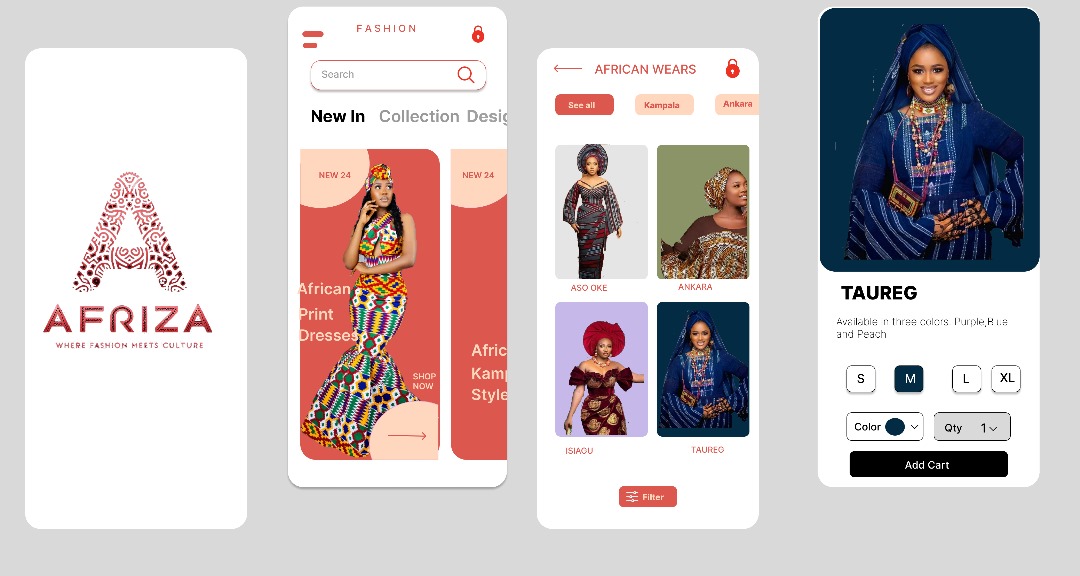 AFRIZA
WHERE FASHION MEETS CULTURE
FASHION
Search
New In Collection Desig
NEW 24
African
Print
Dresses
SHOP
NOW
NEW 24
Afric
Kamp
Style
AFRICAN WEARS
See all Kampala Ankara
ASO OKE ANKARA
ISIAGU TAUREG
Filter
TAUREG
Available in three colors. Purple,Blue
and Peach
S M L XL
Color Qty 1
Add Cart